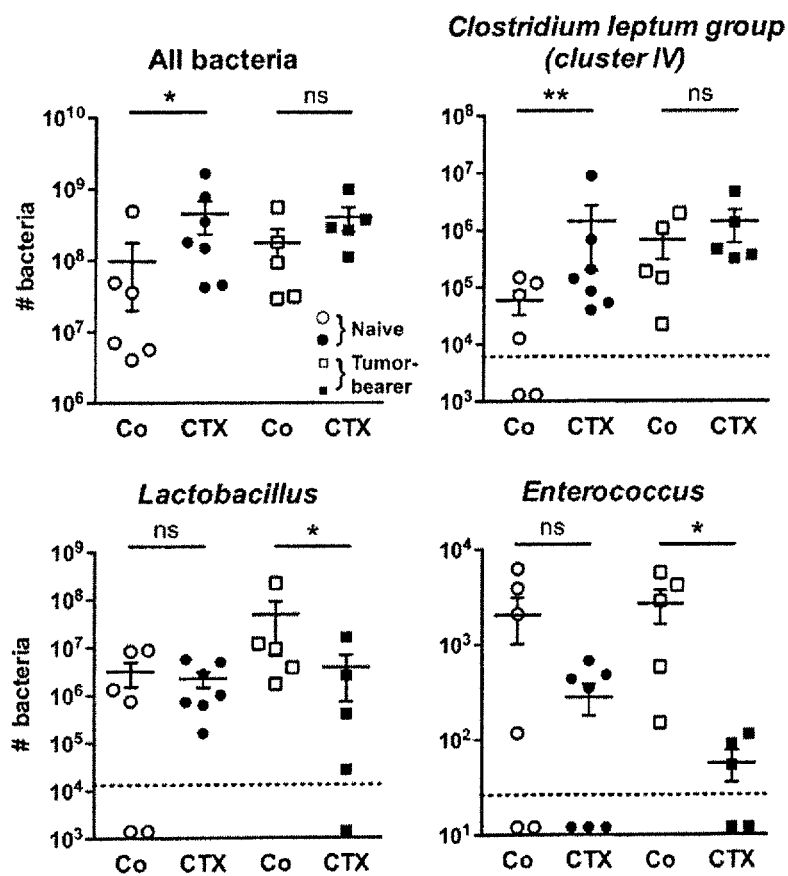 All bacteria
* ns
# bacteria
10^10
10^9
10^8
10^7
10^6
Naive
Tumor-
bearer
Co CTX Co CTX
Clostridium leptum group
(cluster IV)
** ns
10^8
10^7
10^6
10^5
10^4
10^3
Co CTX Co CTX
Lactobacillus
ns *
# bacteria
10^9
10^8
10^7
10^6
10^5
10^4
10^3
Co CTX Co CTX
Enterococcus
ns *
10^4
10^3
10^2
10^1
Co CTX Co CTX